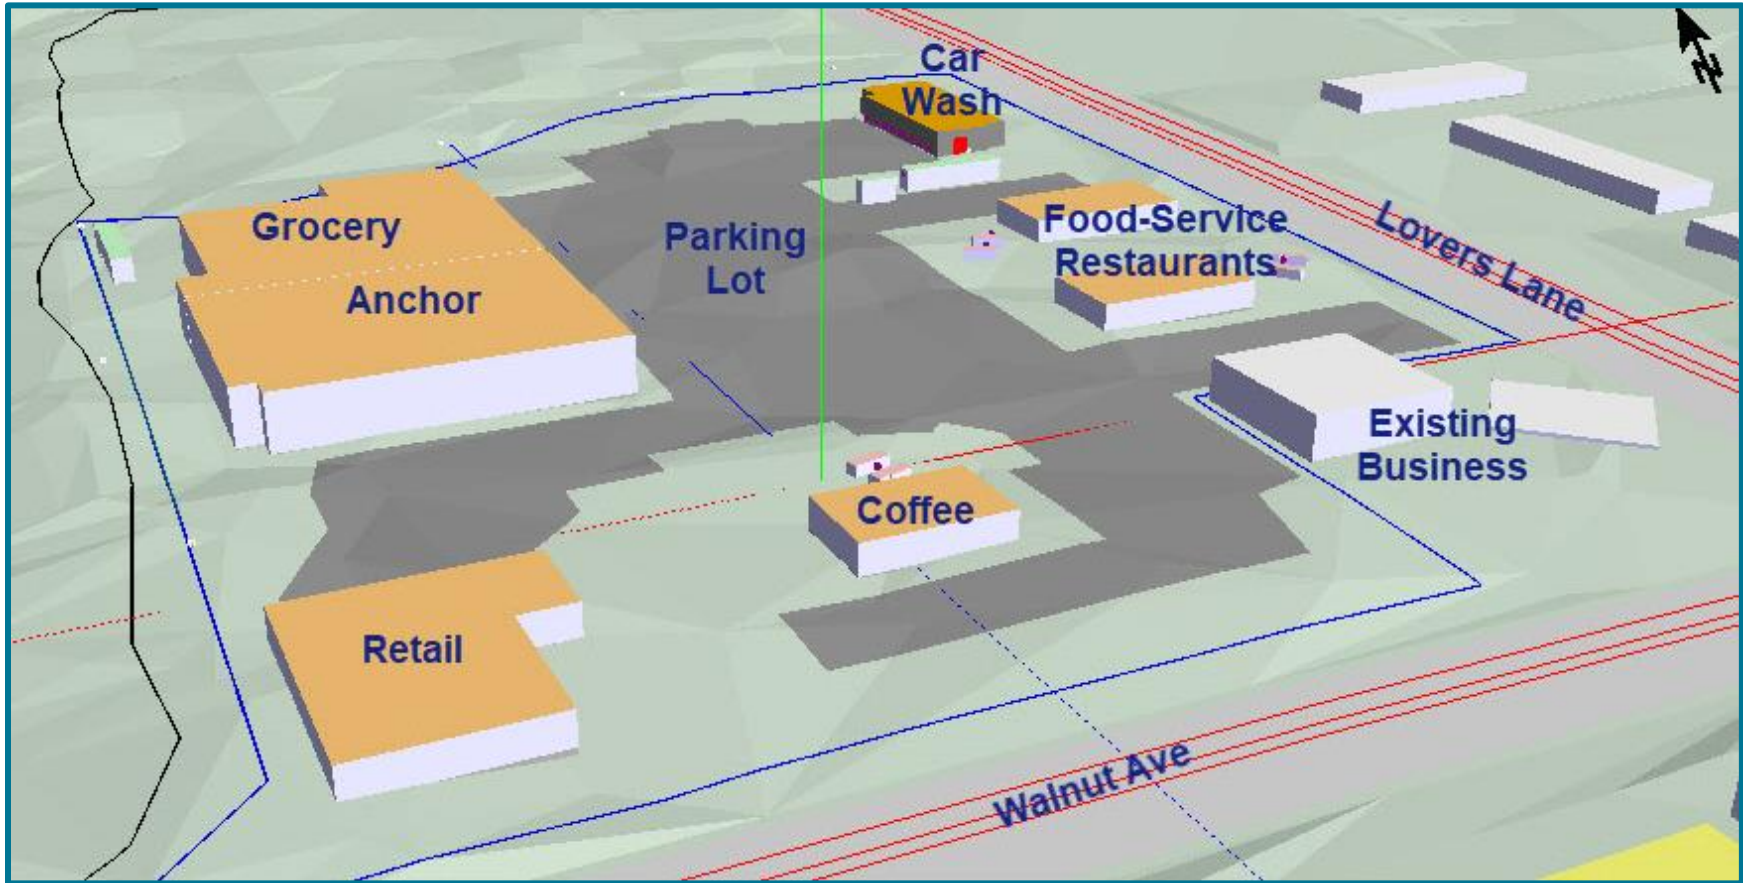 Car
Wash
N
Grocery
Anchor
Parking
Lot
Food-Service
Restaurants
Lovers Lane
Existing
Business
Coffee
Retail
Walnut Ave